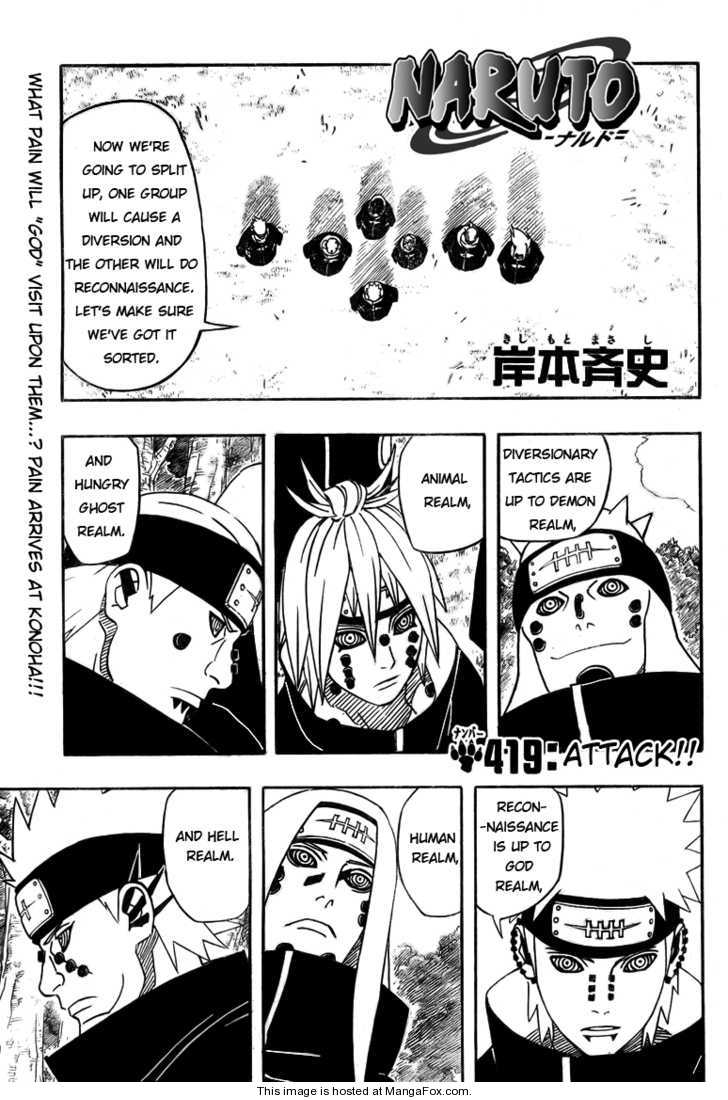 NARUTO
-ナルト-
NOW WE'RE
GOING TO SPLIT
UP, ONE GROUP
WILL CAUSE A
DIVERSION AND
THE OTHER WILL DO
RECONNAISSANCE.
LET'S MAKE SURE
WE'VE GOT IT
SORTED.
きし もと まさ し
岸本斉史
WHAT PAIN WILL "GOD" VISIT UPON THEM...? PAIN ARRIVES AT KONOHA!!!
DIVERSIONARY
TACTICS ARE
UP TO DEMON
REALM,
ANIMAL
REALM,
AND
HUNGRY
GHOST
REALM.
ナンバー
419: ATTACK!!
RECON-
-NAISSANCE
IS UP TO
GOD
REALM,
HUMAN
REALM,
AND HELL
REALM.
This image is hosted at MangaFox.com.